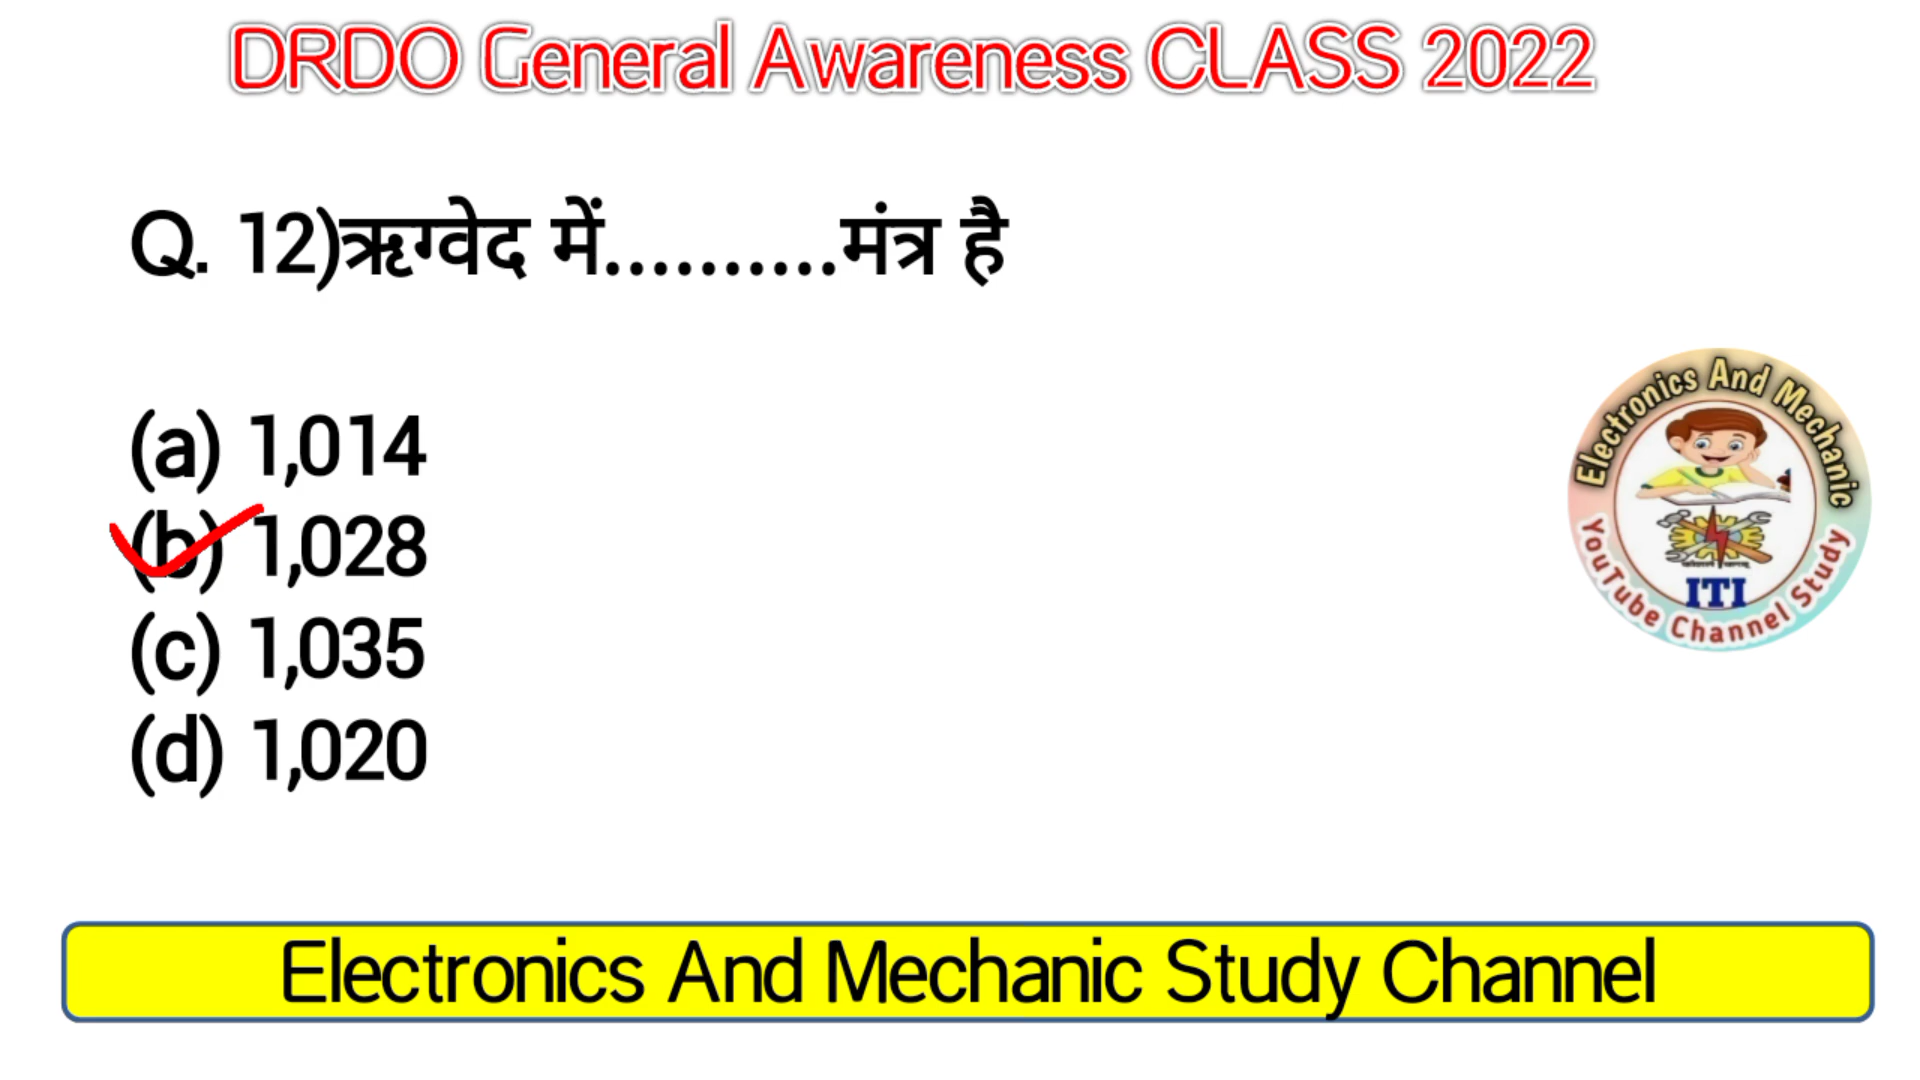 DRDO General Awareness CLASS 2022
Q. 12)ऋग्वेद में..........मंत्र है
(a) 1,014
(b) 1,028
(c) 1,035
(d) 1,020
Electronics And Mechanic
ITI
YouTube Channel Study
Electronics And Mechanic Study Channel